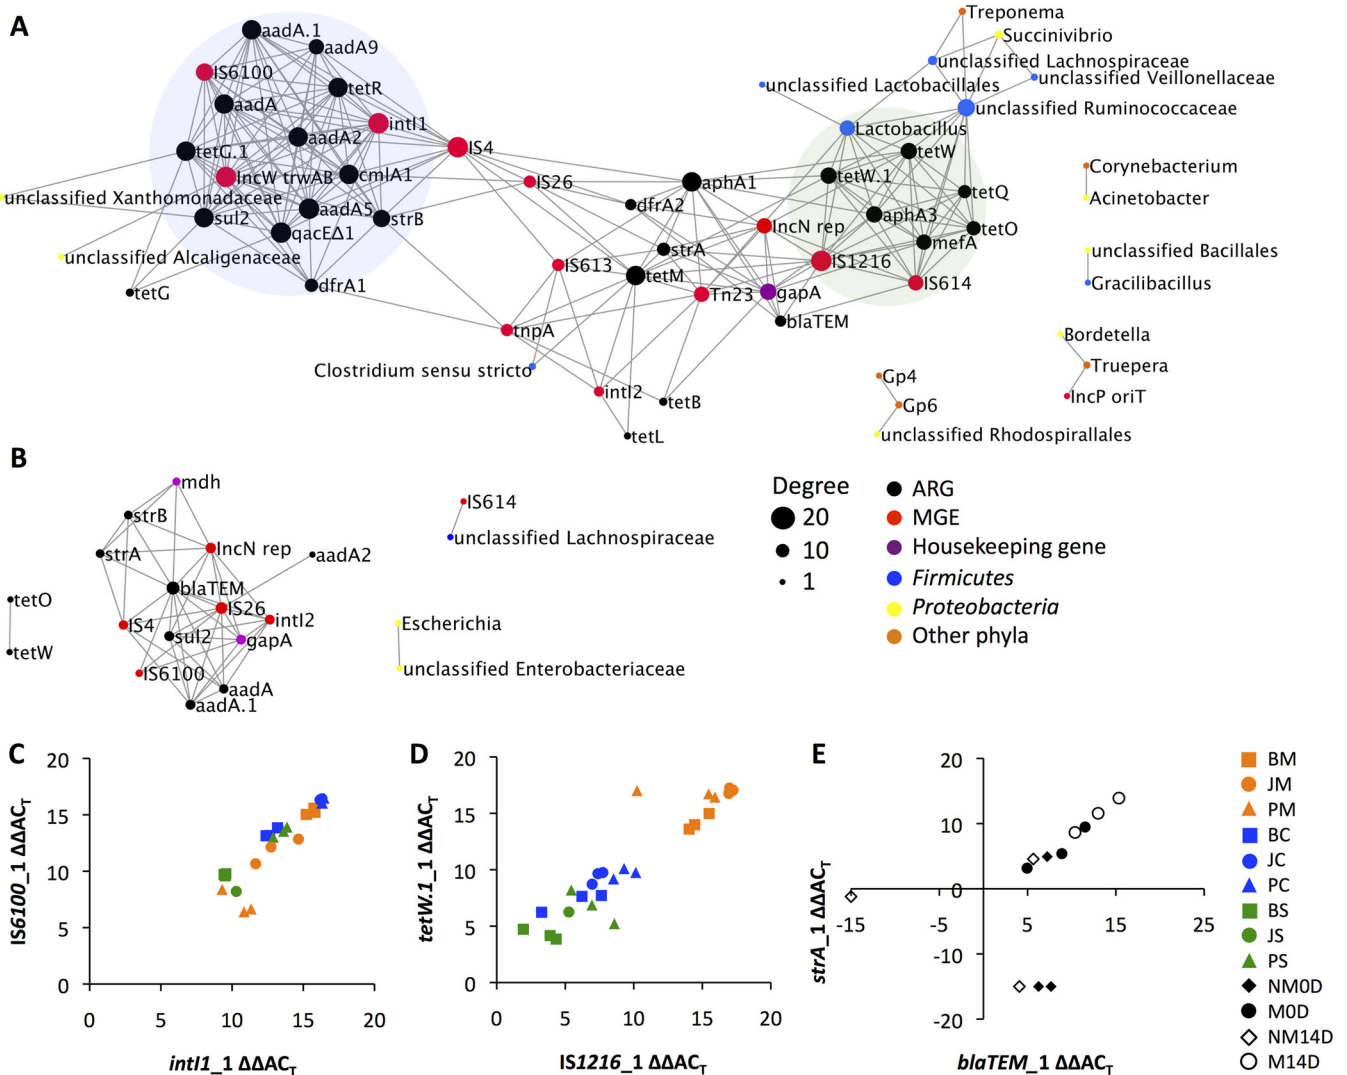 A
aadA.1
aadA9
IS6100
tetR
aadA
intI1
aadA2
IS4
tetG.1
IncW trwAB
cmlA1
unclassified Xanthomonadaceae
aadA5
sul2
strB
qacEΔ1
unclassified Alcaligenaceae
dfrA1
tetG
IS26
aphA1
dfrA2
strA
IS613
tetM
Tn23
gapA
blaTEM
tnpA
Clostridium sensu stricto
intI2
tetB
tetL
Treponema
Succinivibrio
unclassified Lachnospiraceae
unclassified Veillonellaceae
unclassified Lactobacillales
unclassified Ruminococcaceae
Lactobacillus
tetW
tetW.1
tetQ
aphA3
IncN rep
tetO
mefA
IS1216
IS614
Corynebacterium
Acinetobacter
unclassified Bacillales
Gracilibacillus
Bordetella
Truepera
IncP oriT
Gp4
Gp6
unclassified Rhodospirallales
B
mdh
strB
strA
IncN rep
aadA2
blaTEM
tetO
IS26
IS4
intI2
sul2
gapA
tetW
IS6100
aadA
aadA.1
IS614
unclassified Lachnospiraceae
Escherichia
unclassified Enterobacteriaceae
Degree
20
10
1
ARG
MGE
Housekeeping gene
Firmicutes
Proteobacteria
Other phyla
C
IS6100_1 ΔΔACT
20
15
10
5
0
0 5 10 15 20
intI1_1 ΔΔACT
D
tetW.1_1 ΔΔACT
20
15
10
5
0
0 5 10 15 20
IS1216_1 ΔΔACT
E
strA_1 ΔΔACT
20
10
0
-10
-20
-15 -5 5 15 25
blaTEM_1 ΔΔACT
BM
JM
PM
BC
JC
PC
BS
JS
PS
NM0D
M0D
NM14D
M14D